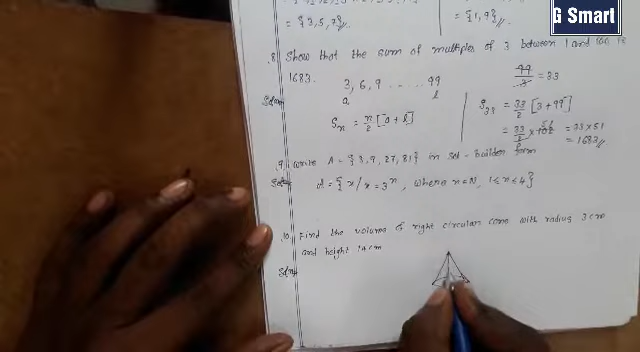 G Smart
= {3,5,7}//.
= {1,9}//.
8. Show that the sum of multiples of 3 between 1 and 100 is
1683.
3, 6, 9 ..... 99
a l
99/3 = 33
Soln
Sn = n/2 [a + l]
S33 = 33/2 [3 + 99]
= 33/2 × 102 51 = 33 × 51
= 1683//
9. Write A = {3, 9, 27, 81} in Set - builder form
Soln
A = { x / x = 3ⁿ, where n ∈ N, 1 ≤ n ≤ 4}
10. Find the volume of right circular cone with radius 3 cm
and height 14 cm
Soln